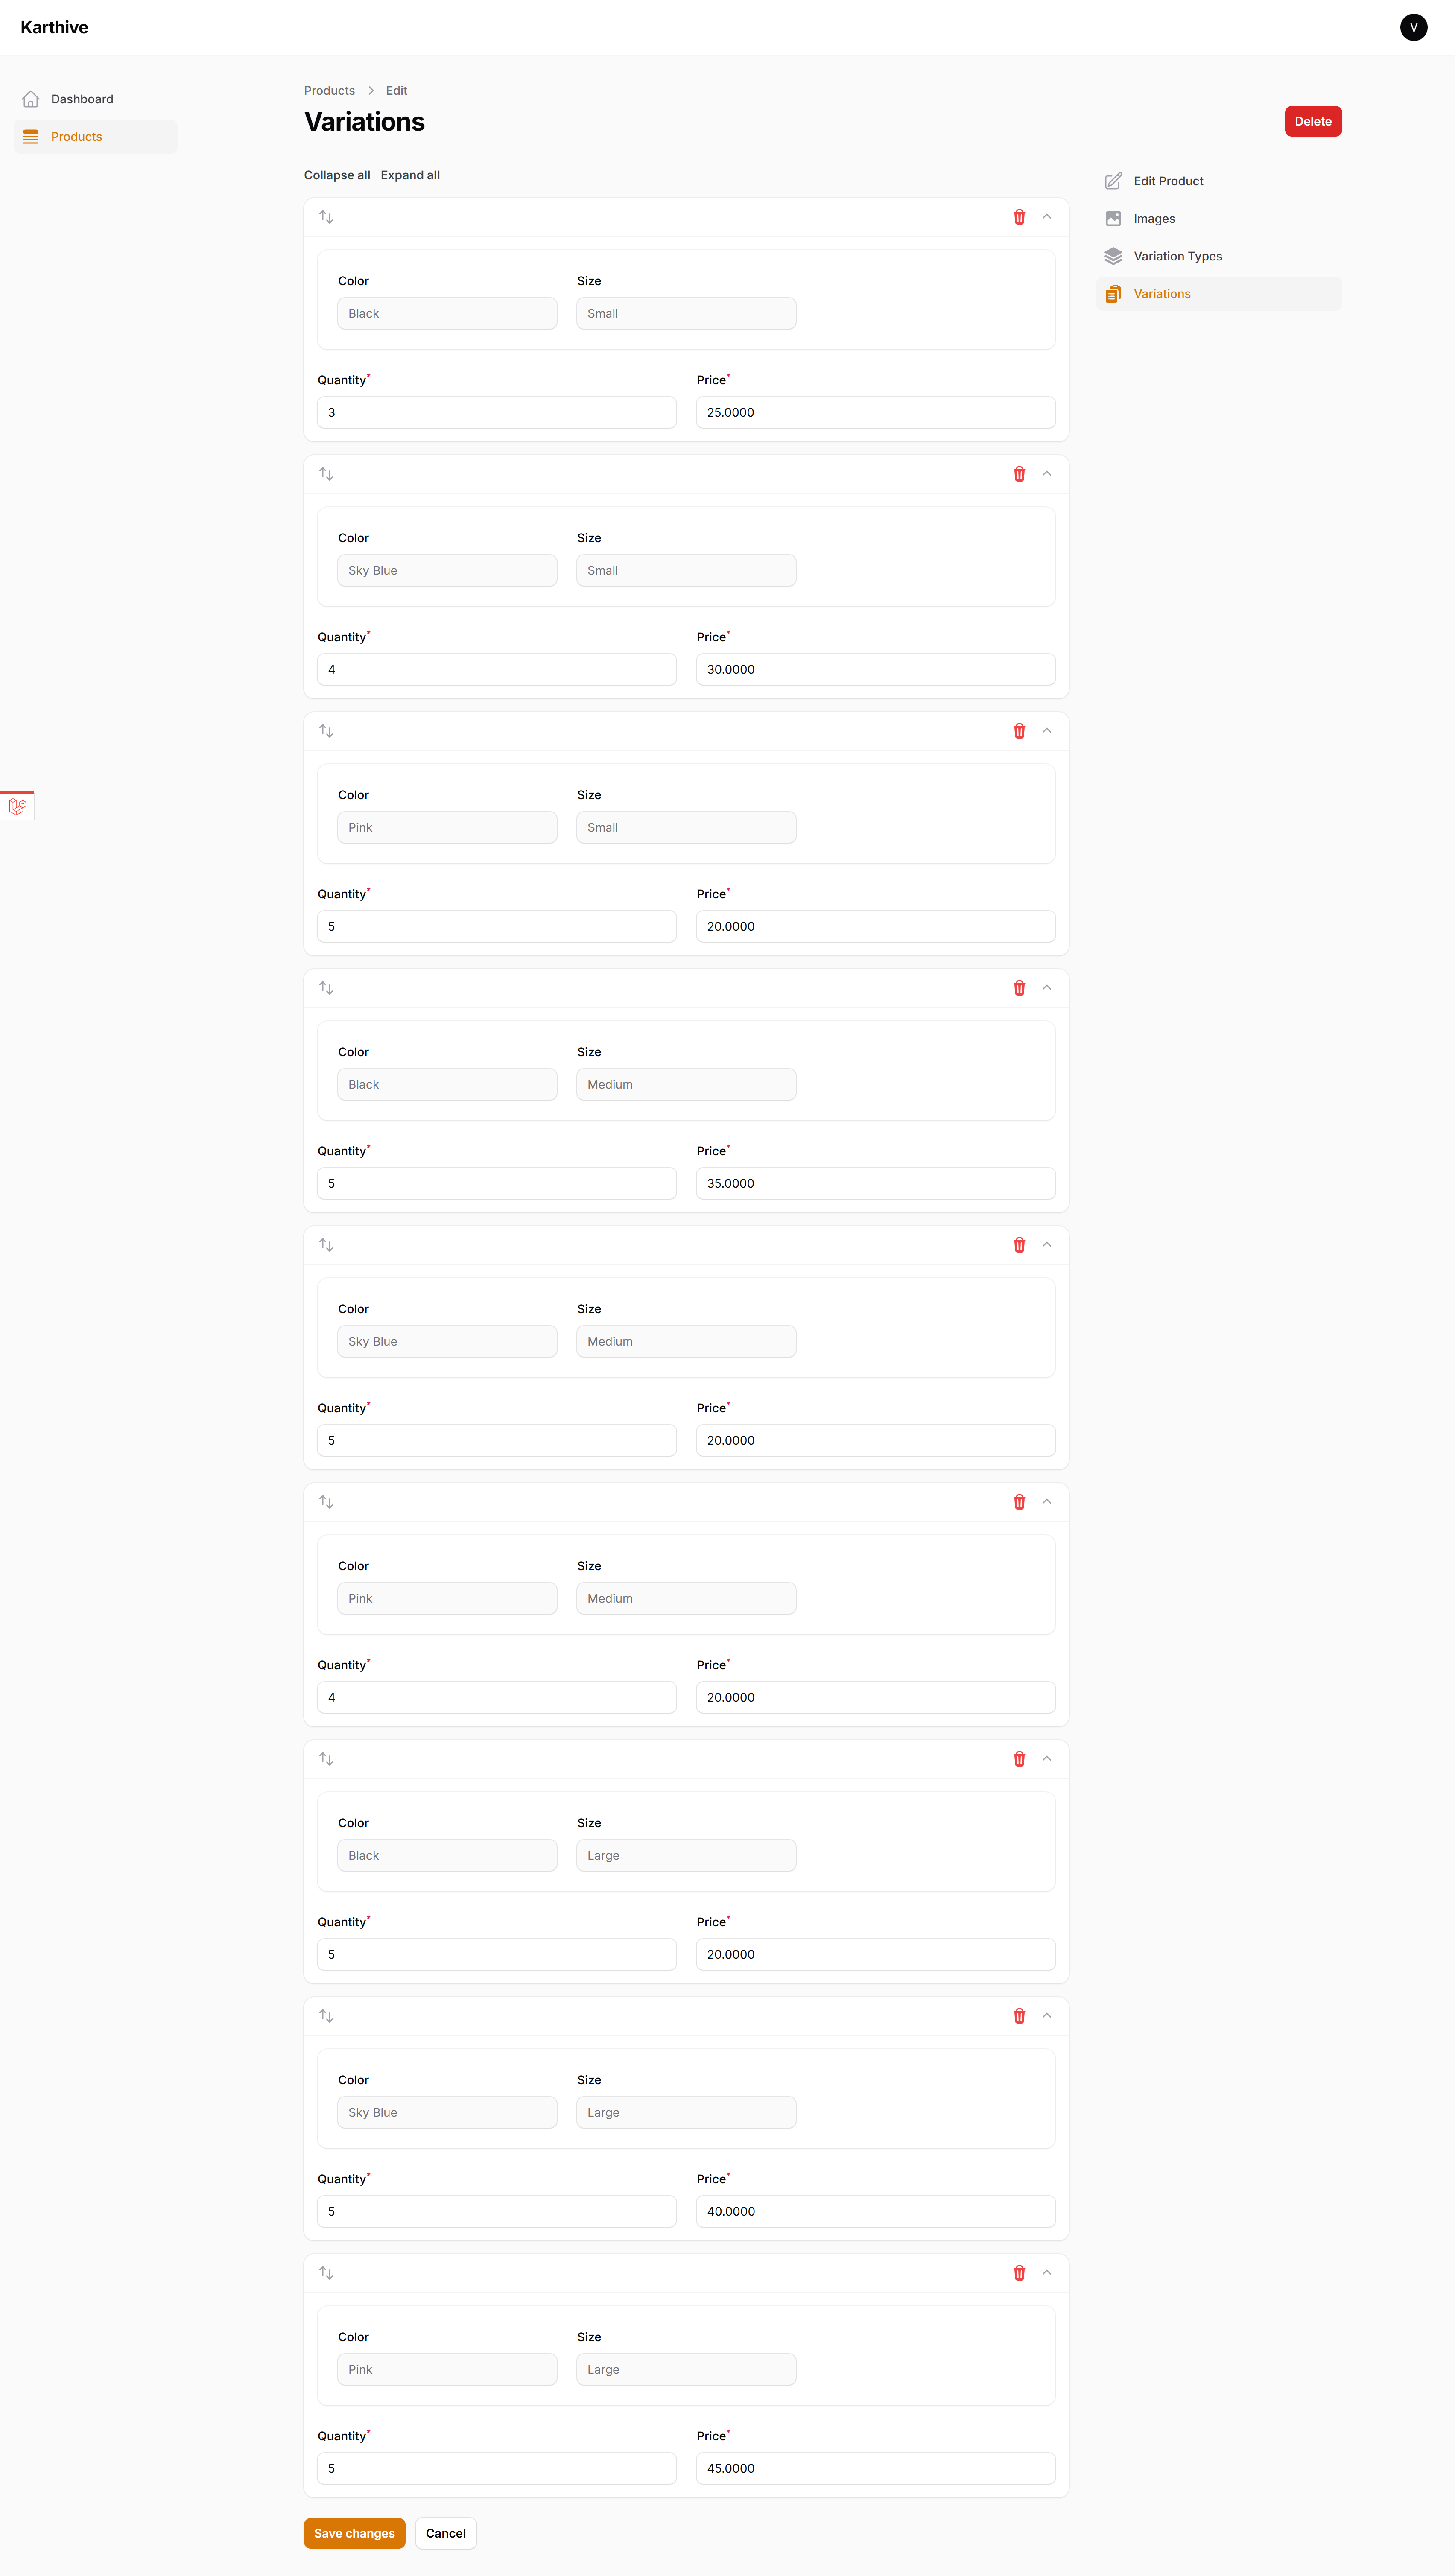 Karthive
V
Dashboard
Products
Products > Edit
Variations
Delete
Collapse all Expand all
Edit Product
Images
Variation Types
Variations
Color Size
Black Small
Quantity* Price*
3 25.0000
Color Size
Sky Blue Small
Quantity* Price*
4 30.0000
Color Size
Pink Small
Quantity* Price*
5 20.0000
Color Size
Black Medium
Quantity* Price*
5 35.0000
Color Size
Sky Blue Medium
Quantity* Price*
5 20.0000
Color Size
Pink Medium
Quantity* Price*
4 20.0000
Color Size
Black Large
Quantity* Price*
5 20.0000
Color Size
Sky Blue Large
Quantity* Price*
5 40.0000
Color Size
Pink Large
Quantity* Price*
5 45.0000
Save changes Cancel